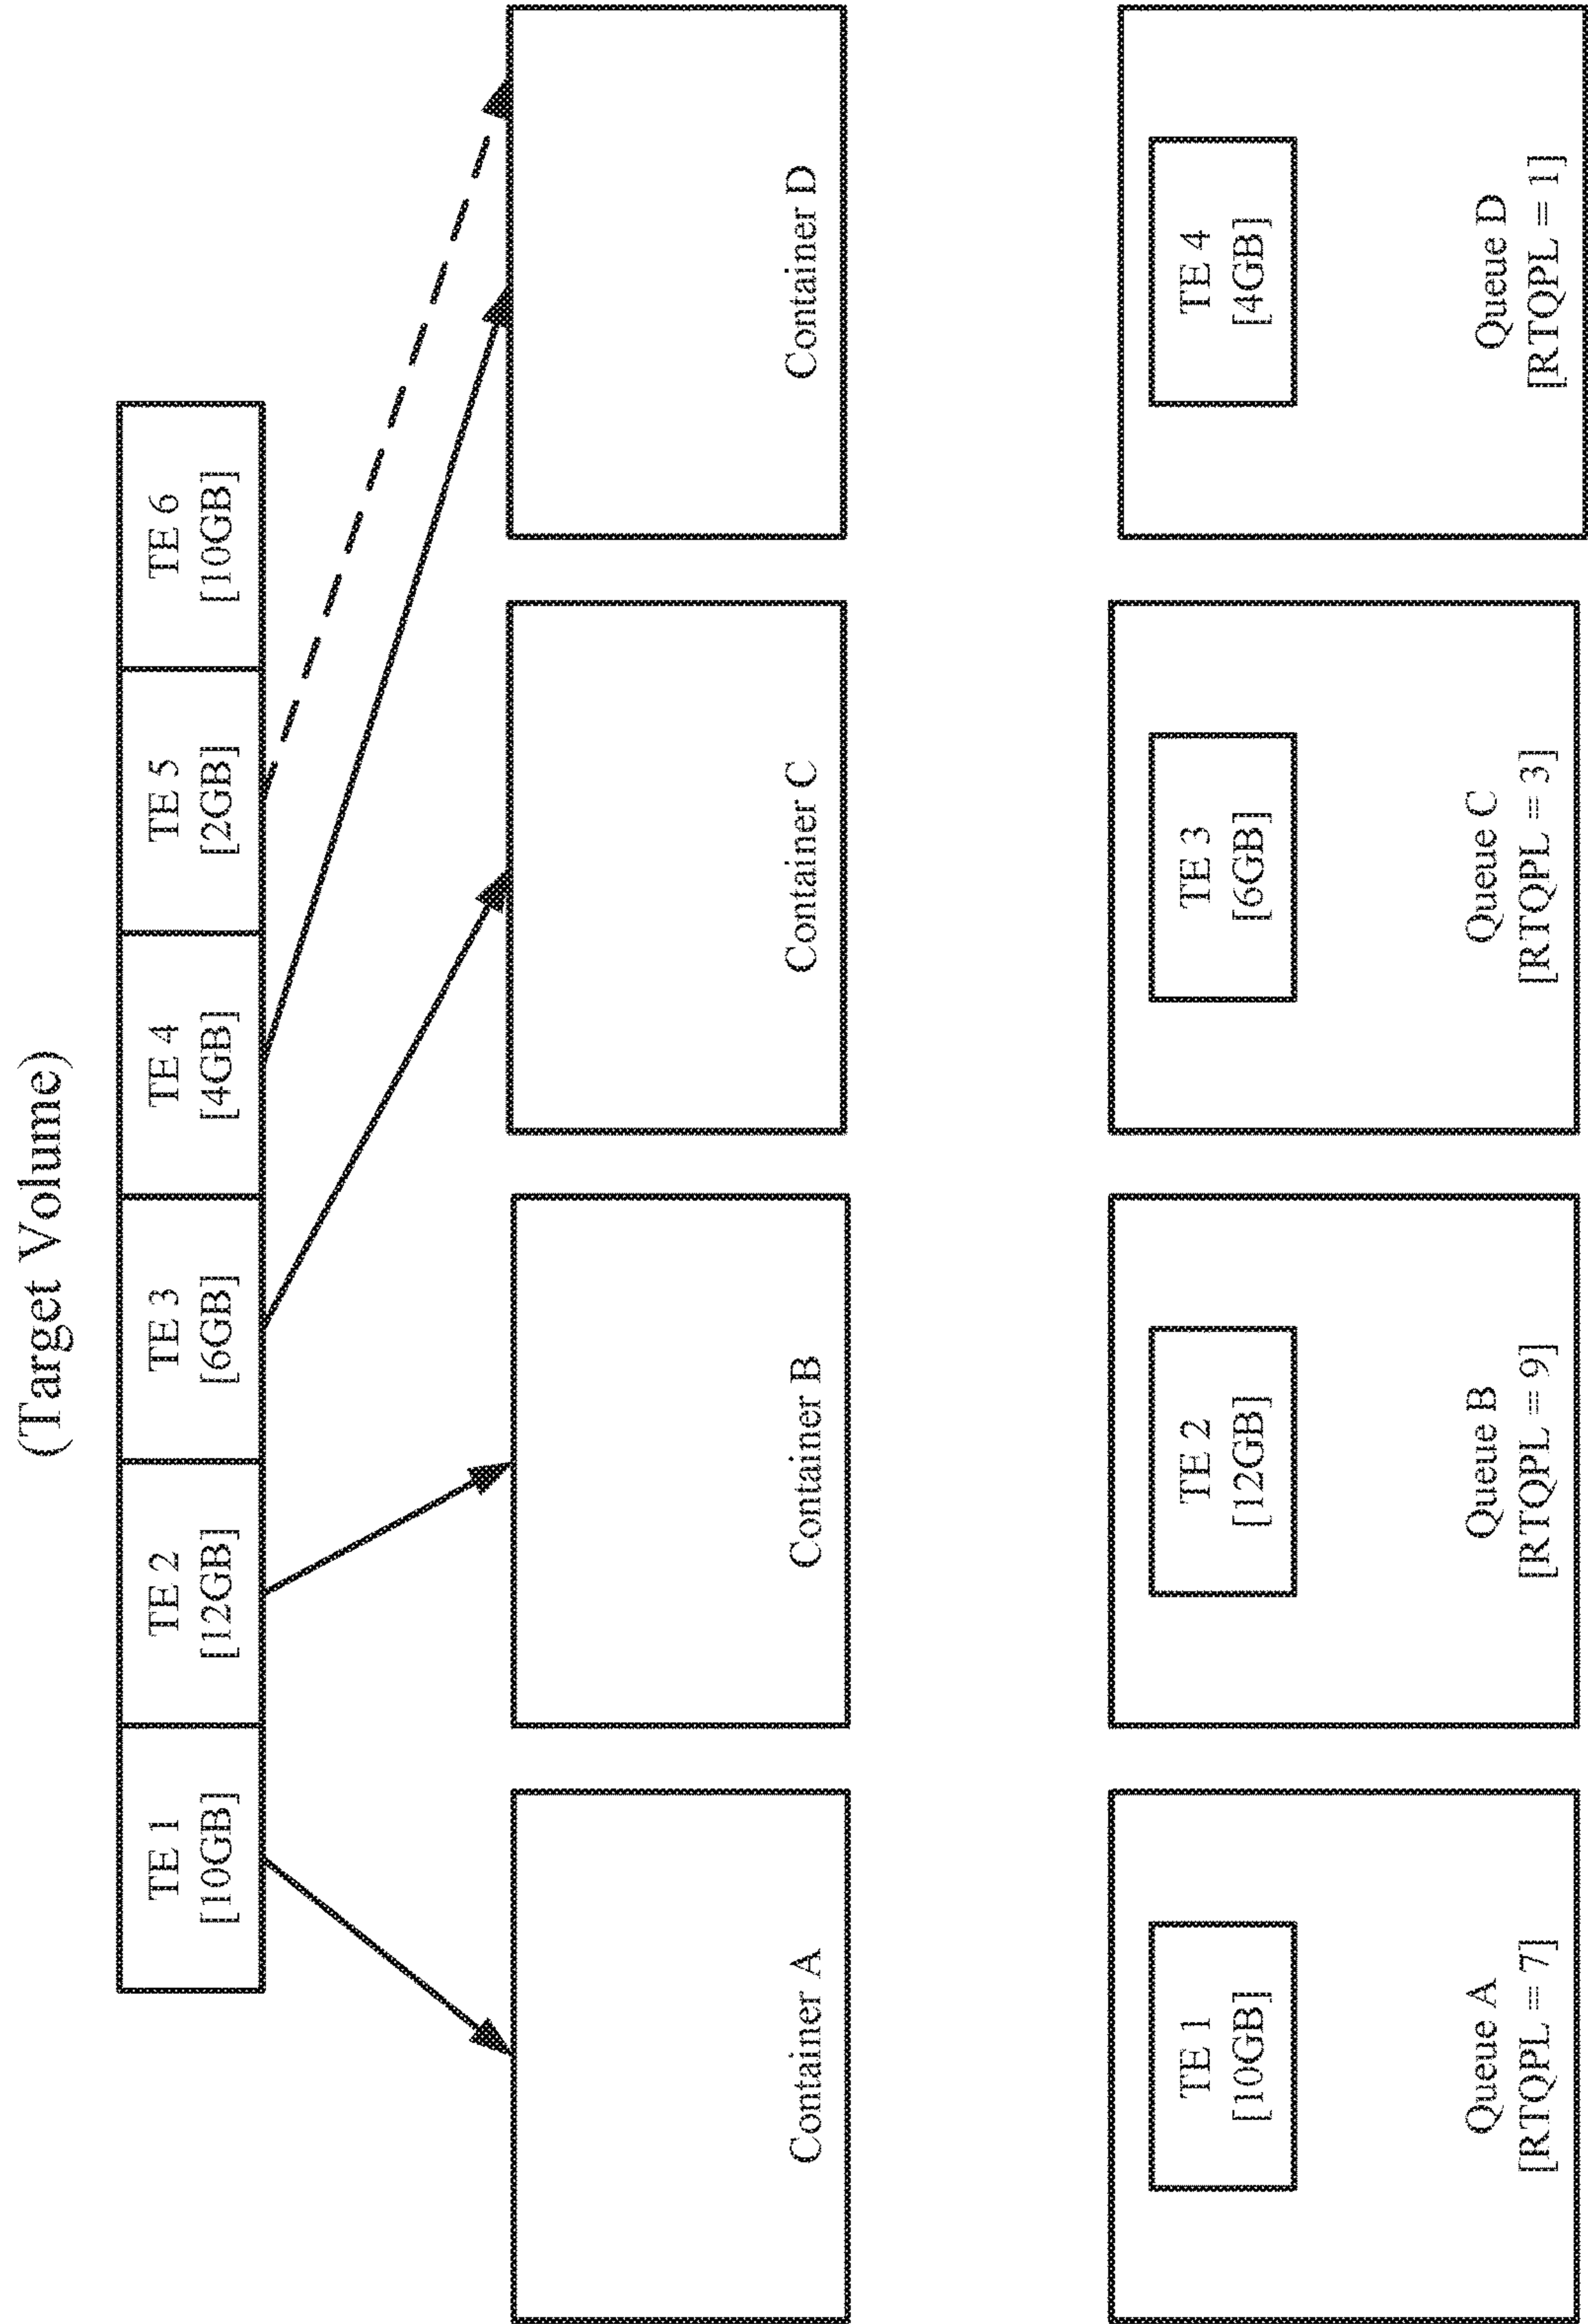 (Target Volume)
TE 1
[10GB]
TE 2
[12GB]
TE 3
[6GB]
TE 4
[4GB]
TE 5
[2GB]
TE 6
[10GB]
Container A
Container B
Container C
Container D
TE 1
[10GB]
Queue A
[RTQPL = 7]
TE 2
[12GB]
Queue B
[RTQPL = 9]
TE 3
[6GB]
Queue C
[RTQPL = 3]
TE 4
[4GB]
Queue D
[RTQPL = 1]